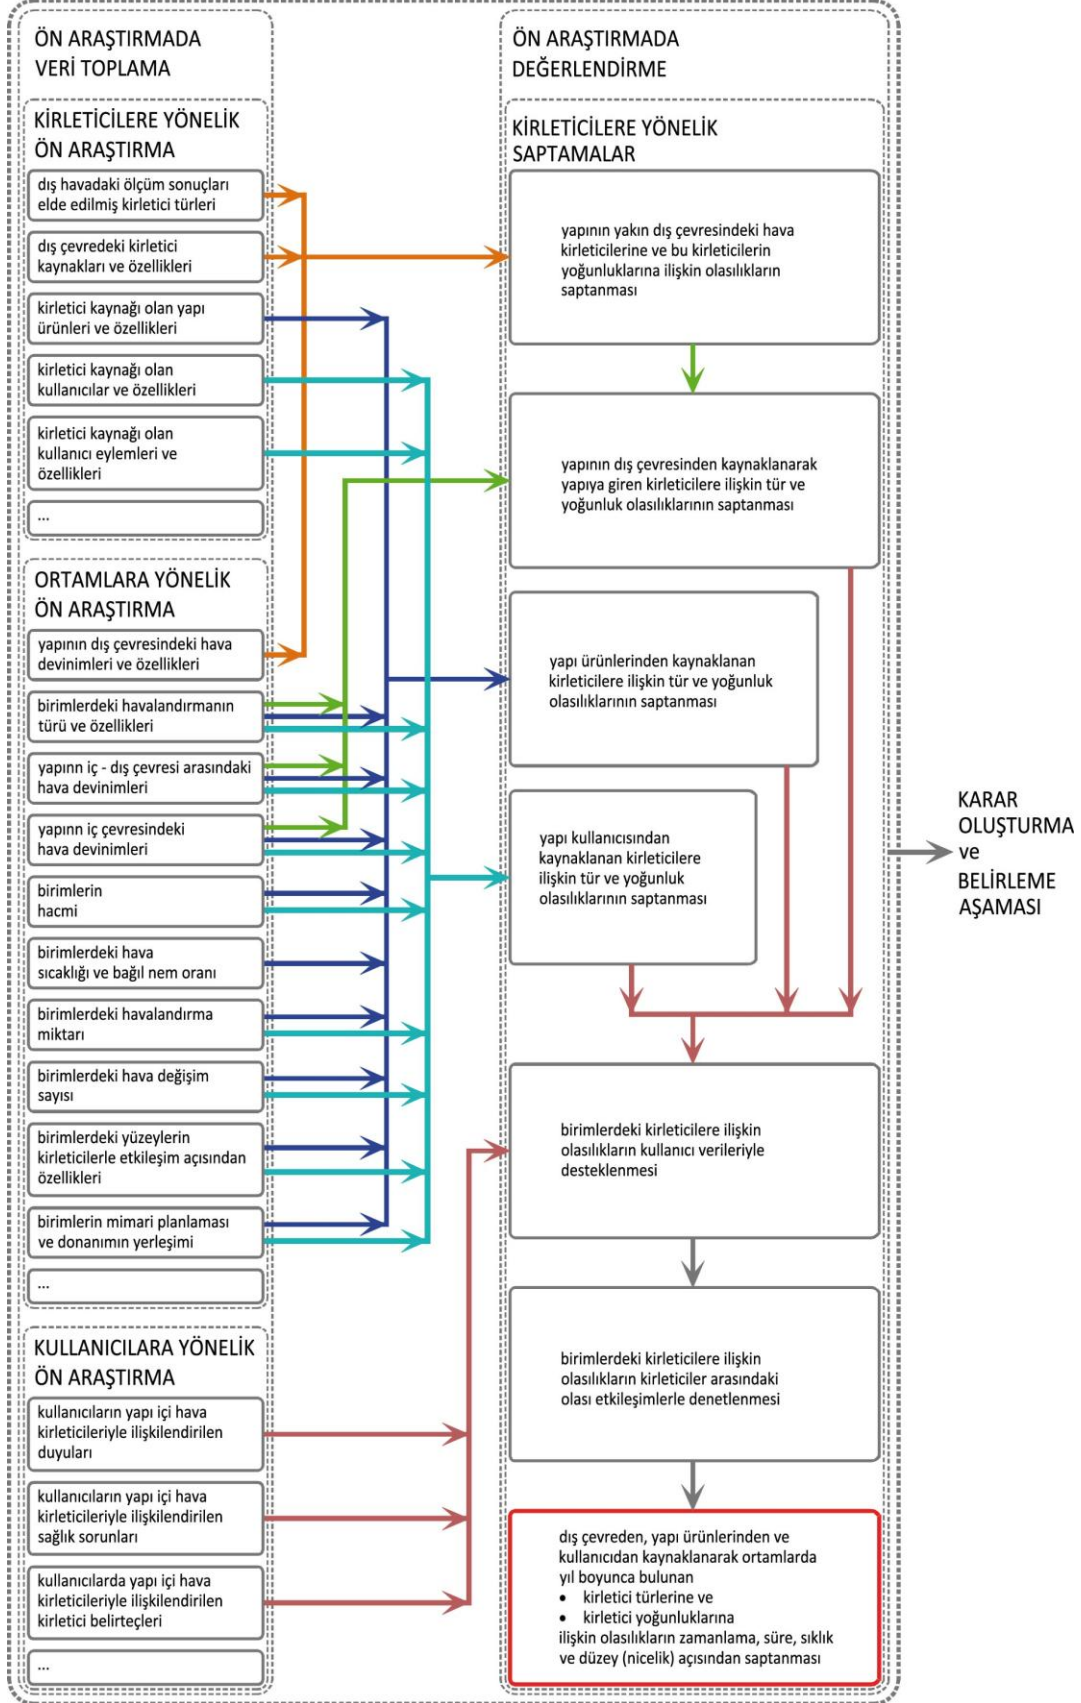 ÖN ARAŞTIRMADA
VERİ TOPLAMA
KİRLETİCİLERE YÖNELİK
ÖN ARAŞTIRMA
dış havadaki ölçüm sonuçları
elde edilmiş kirletici türleri
dış çevredeki kirletici
kaynakları ve özellikleri
kirletici kaynağı olan yapı
ürünleri ve özellikleri
kirletici kaynağı olan
kullanıcılar ve özellikleri
kirletici kaynağı olan
kullanıcı eylemleri ve
özellikleri
...
ORTAMLARA YÖNELİK
ÖN ARAŞTIRMA
yapının dış çevresindeki hava
devinimleri ve özellikleri
birimlerdeki havalandırmanın
türü ve özellikleri
yapınn iç - dış çevresi arasındaki
hava devinimleri
yapınn iç çevresindeki
hava devinimleri
birimlerin
hacmi
birimlerdeki hava
sıcaklığı ve bağıl nem oranı
birimlerdeki havalandırma
miktarı
birimlerdeki hava değişim
sayısı
birimlerdeki yüzeylerin
kirleticilerle etkileşim açısından
özellikleri
birimlerin mimari planlaması
ve donanımın yerleşimi
...
KULLANICILARA YÖNELİK
ÖN ARAŞTIRMA
kullanıcıların yapı içi hava
kirleticileriyle ilişkilendirilen
duyuları
kullanıcıların yapı içi hava
kirleticileriyle ilişkilendirilen
sağlık sorunları
kullanıcılarda yapı içi hava
kirleticileriyle ilişkilendirilen
kirletici belirteçleri
...
ÖN ARAŞTIRMADA
DEĞERLENDİRME
KİRLETİCİLERE YÖNELİK
SAPTAMALAR
yapının yakın dış çevresindeki hava
kirleticilerine ve bu kirleticilerin
yoğunluklarına ilişkin olasılıkların
saptanması
yapının dış çevresinden kaynaklanarak
yapıya giren kirleticilere ilişkin tür ve
yoğunluk olasılıklarının saptanması
yapı ürünlerinden kaynaklanan
kirleticilere ilişkin tür ve yoğunluk
olasılıklarının saptanması
yapı kullanıcısından
kaynaklanan kirleticilere
ilişkin tür ve yoğunluk
olasılıklarının saptanması
birimlerdeki kirleticilere ilişkin
olasılıkların kullanıcı verileriyle
desteklenmesi
birimlerdeki kirleticilere ilişkin
olasılıkların kirleticiler arasındaki
olası etkileşimlerle denetlenmesi
dış çevreden, yapı ürünlerinden ve
kullanıcıdan kaynaklanarak ortamlarda
yıl boyunca bulunan
• kirletici türlerine ve
• kirletici yoğunluklarına
ilişkin olasılıkların zamanlama, süre, sıklık
ve düzey (nicelik) açısından saptanması
KARAR
OLUŞTURMA
ve
BELİRLEME
AŞAMASI